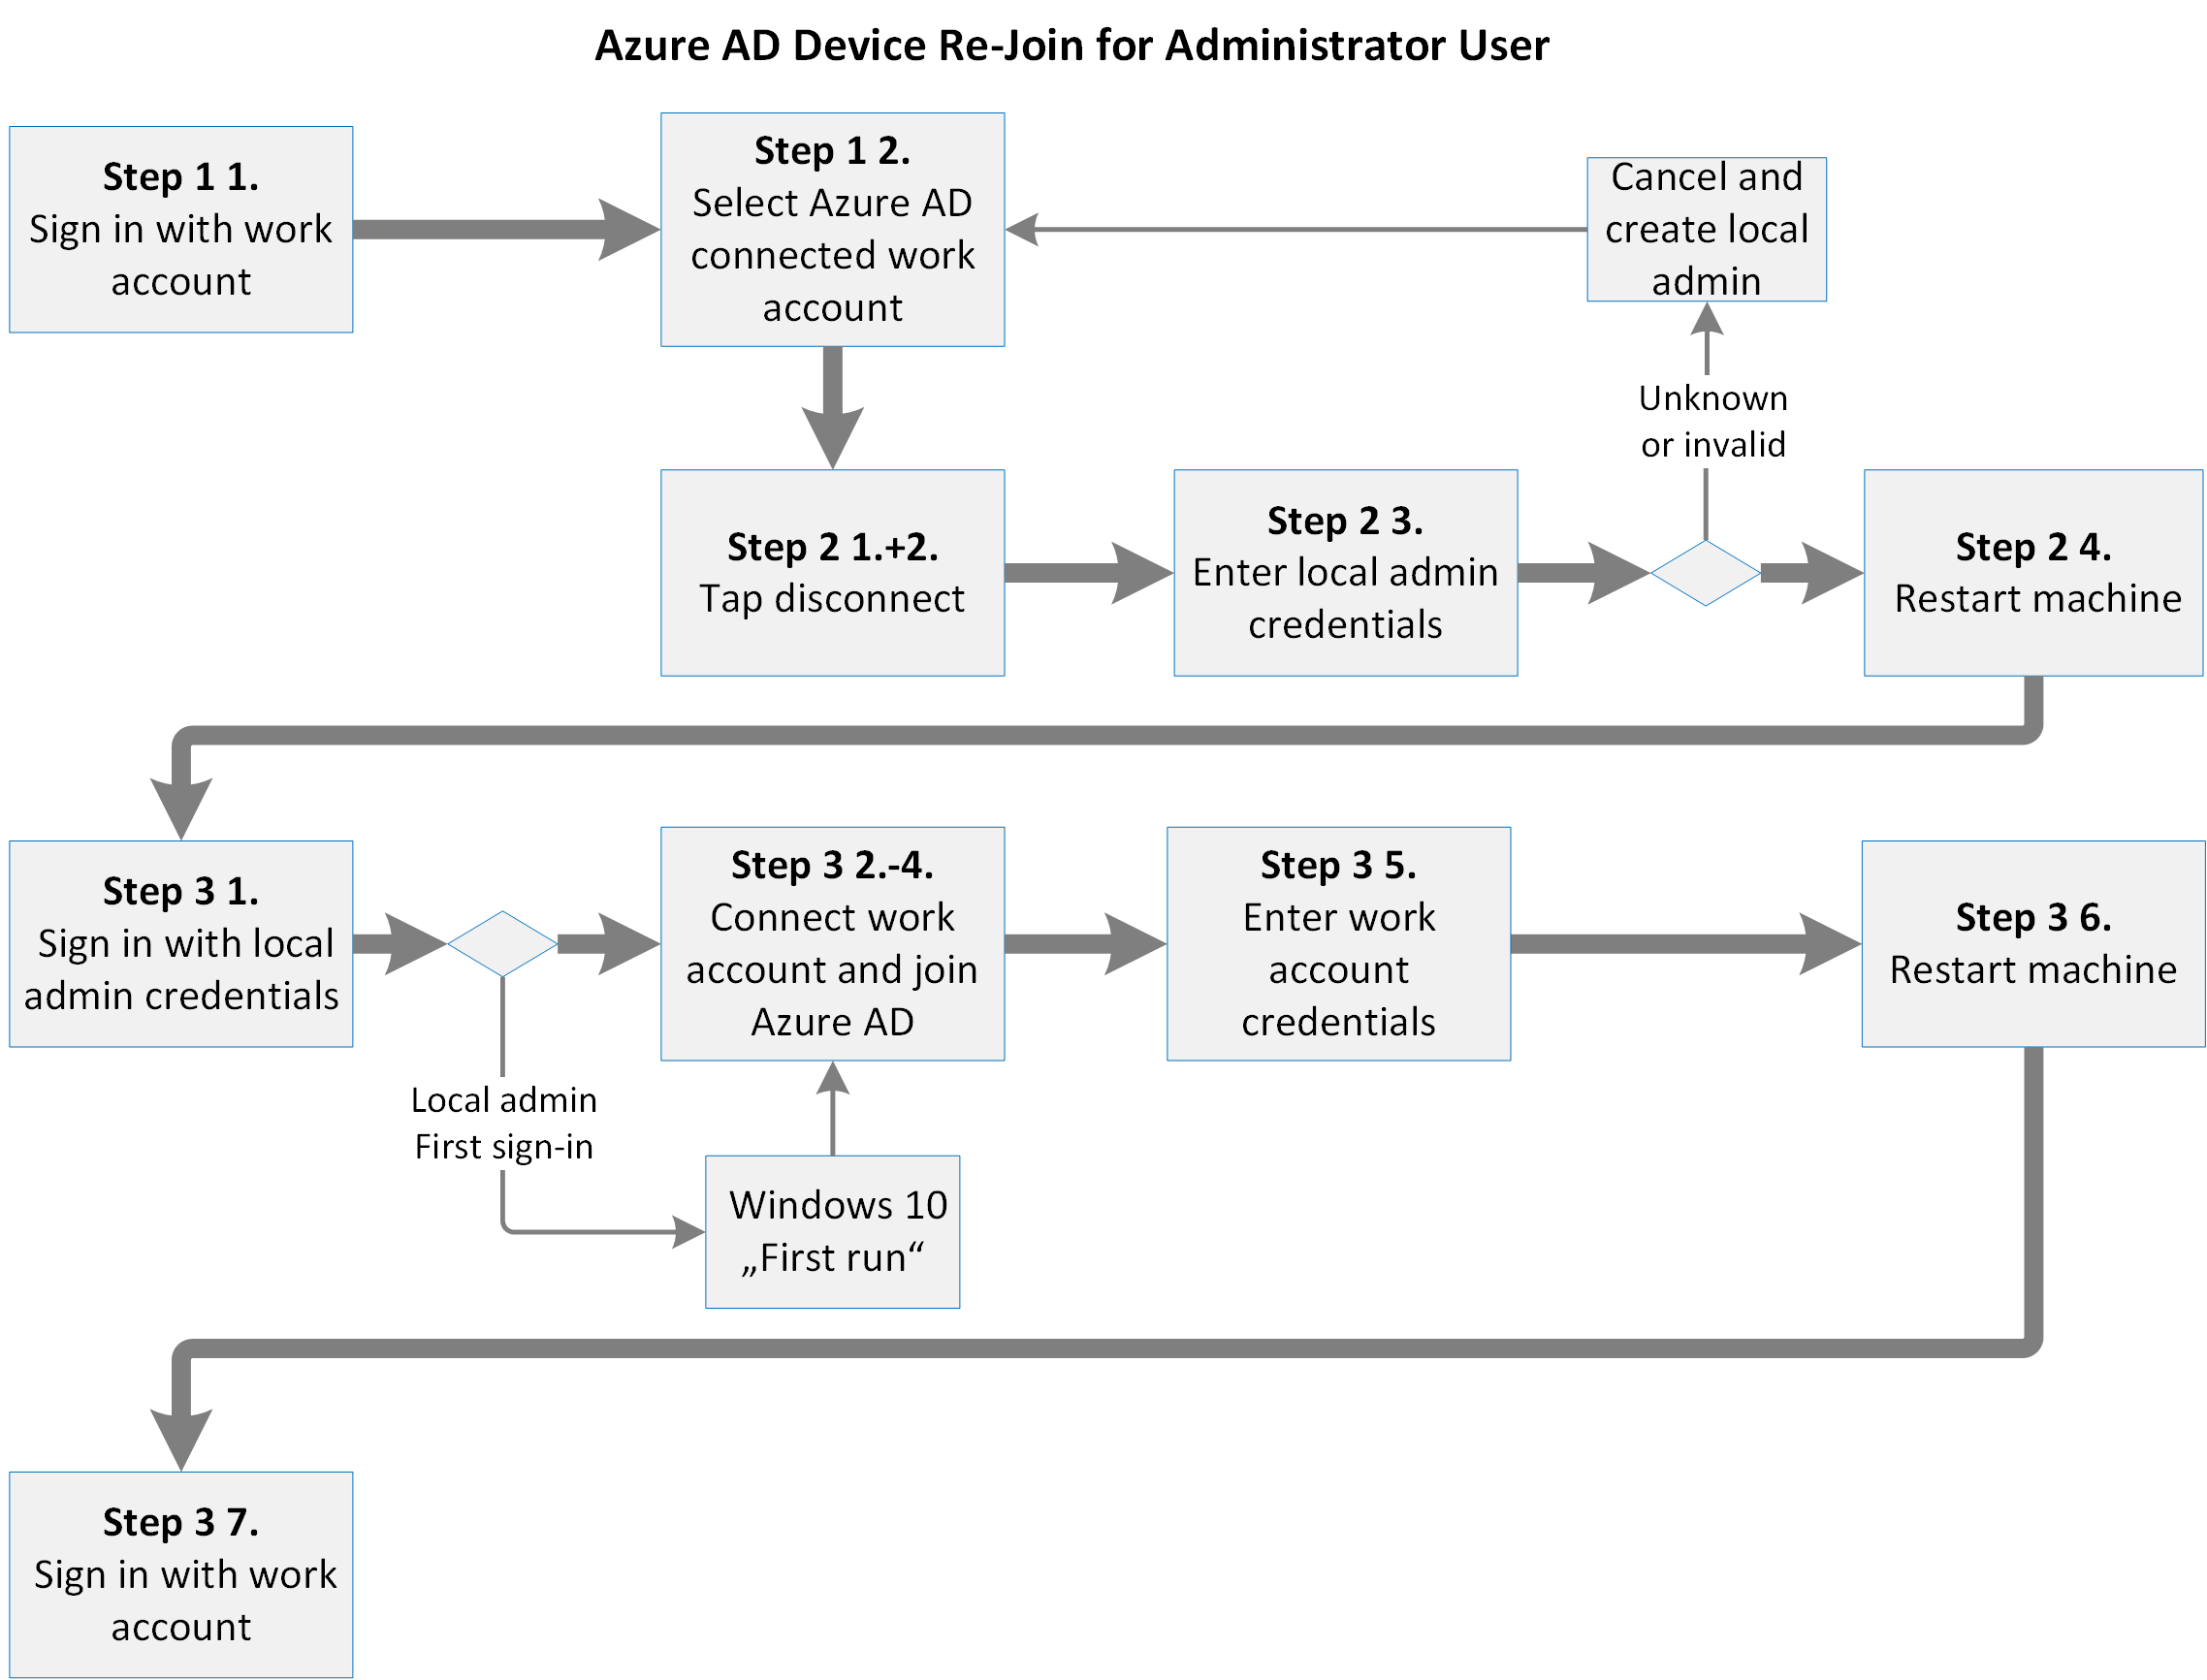 Azure AD Device Re-Join for Administrator User
Step 1 1.
Sign in with work
account
Step 1 2.
Select Azure AD
connected work
account
Cancel and
create local
admin
Unknown
or invalid
Step 2 1.+2.
Tap disconnect
Step 2 3.
Enter local admin
credentials
Step 2 4.
Restart machine
Step 3 1.
Sign in with local
admin credentials
Local admin
First sign-in
Step 3 2.-4.
Connect work
account and join
Azure AD
Windows 10
„First run“
Step 3 5.
Enter work
account
credentials
Step 3 6.
Restart machine
Step 3 7.
Sign in with work
account